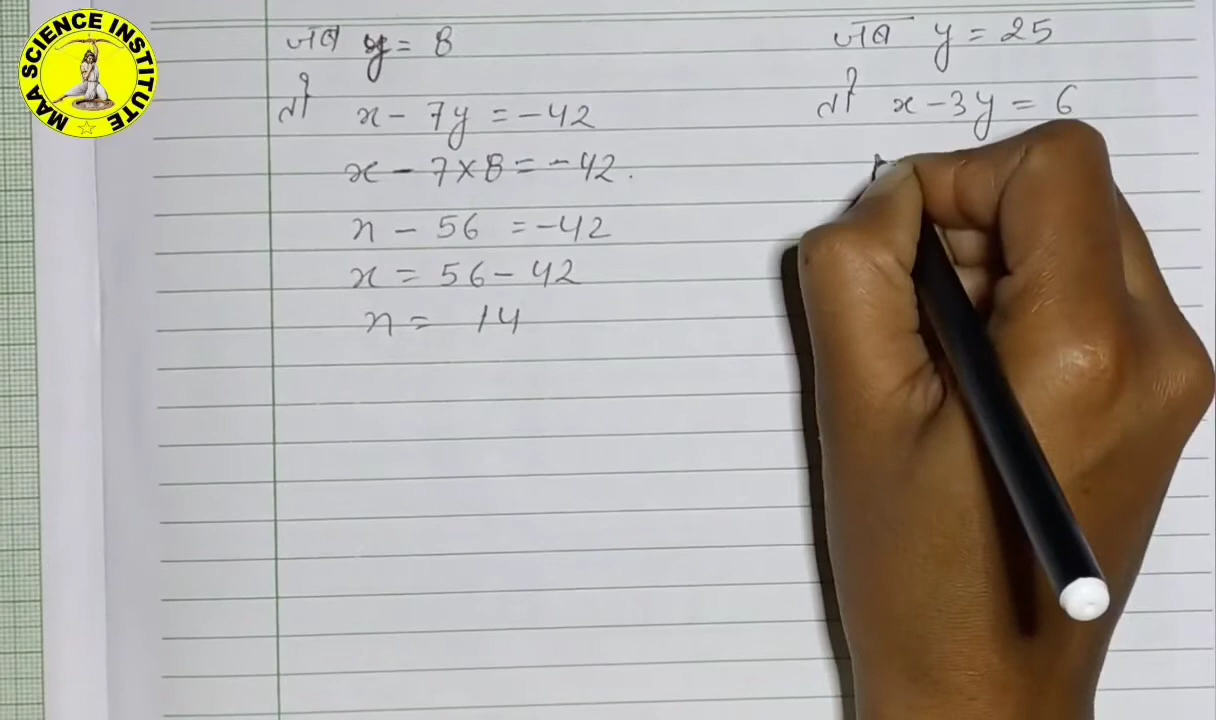 MAA SCIENCE INSTITUTE
जब y = 8
तो x - 7y = -42
x - 7×8 = -42.
x - 56 = -42
x = 56 - 42
x = 14
जब y = 25
तो x - 3y = 6